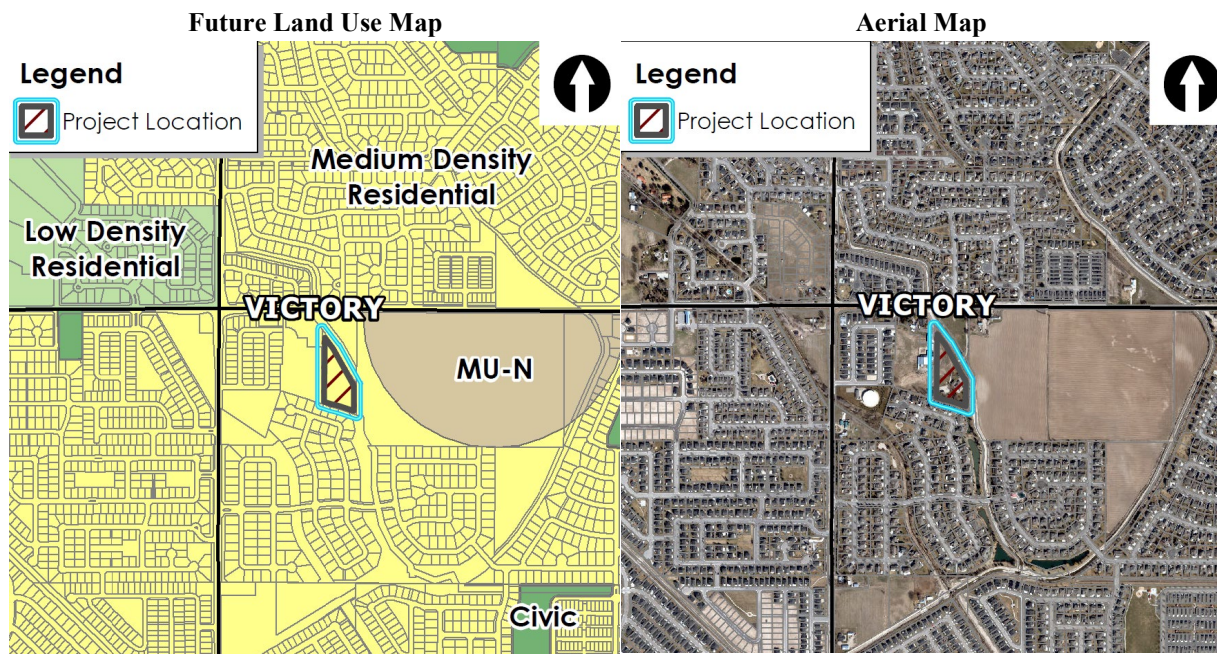 Future Land Use Map
Legend
Project Location
Medium Density
Residential
Low Density
Residential
VICTORY
MU-N
Civic
Aerial Map
Legend
Project Location
VICTORY